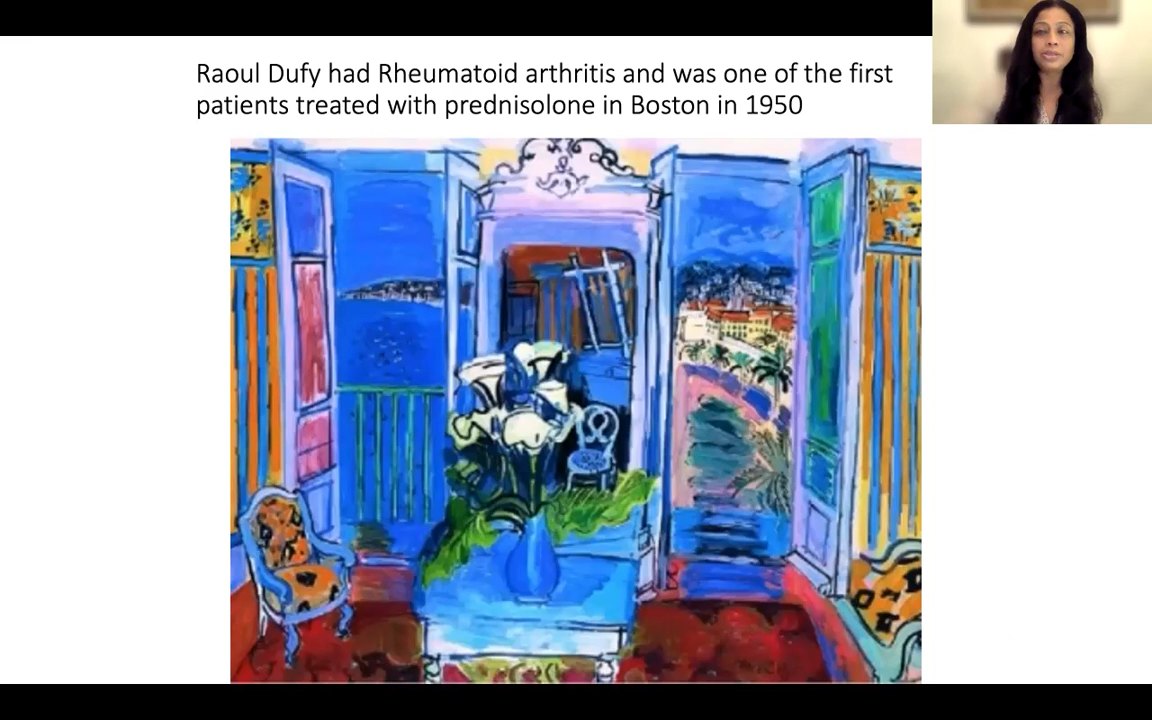 Raoul Dufy had Rheumatoid arthritis and was one of the first
patients treated with prednisolone in Boston in 1950